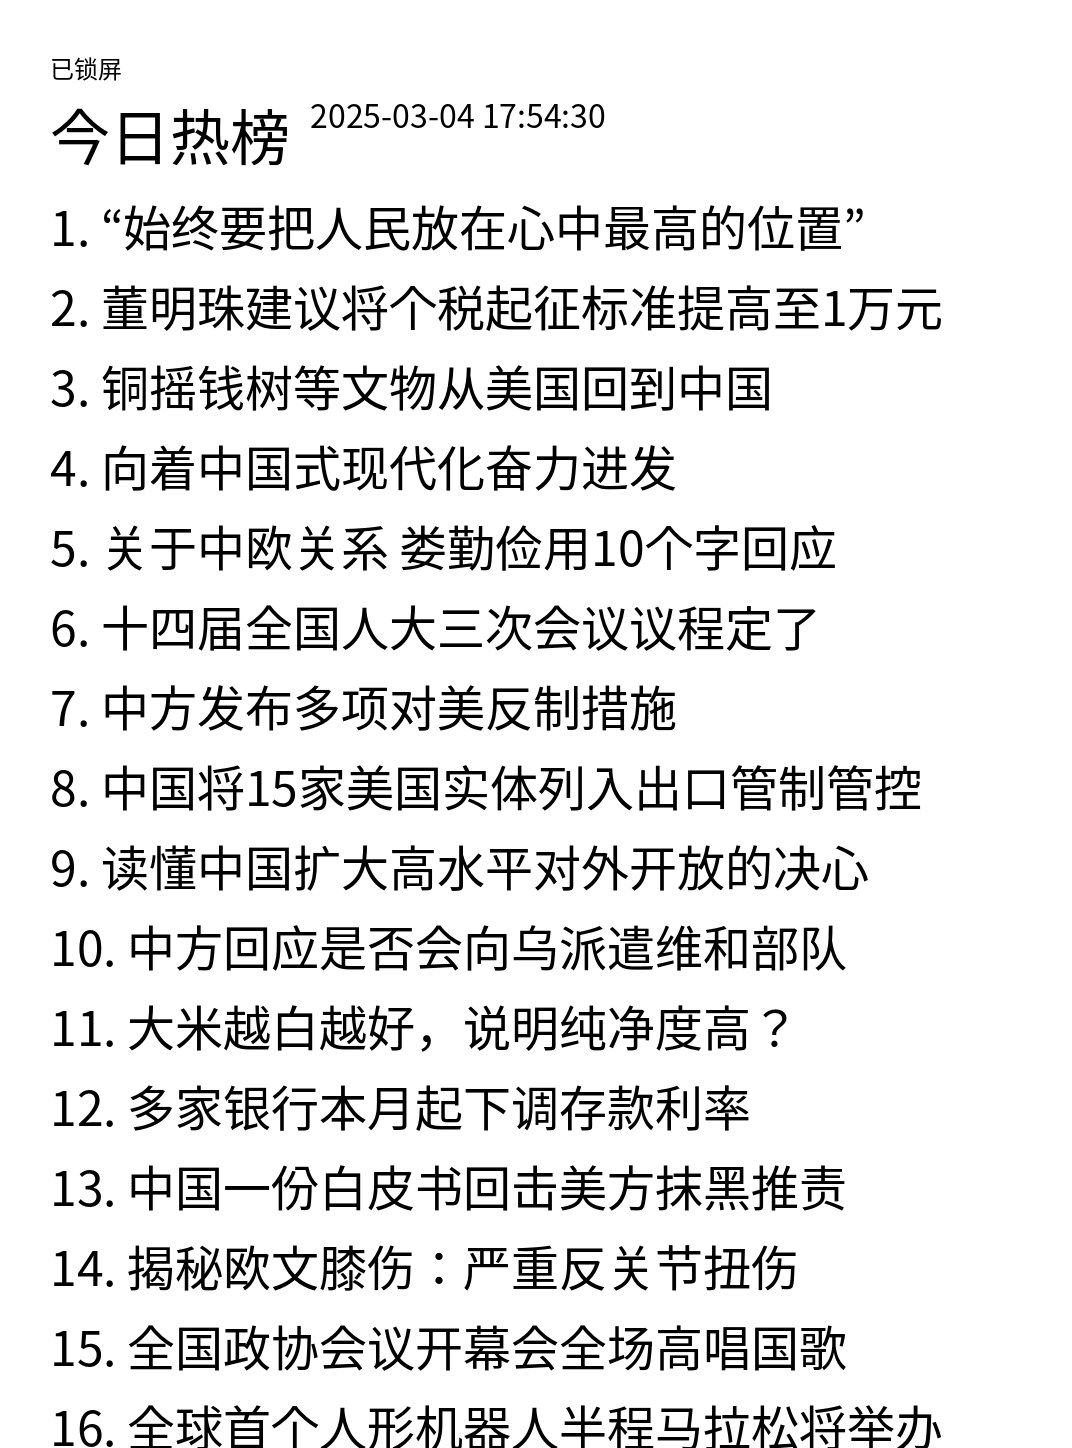 已锁屏
今日热榜 2025-03-04 17:54:30
1. “始终要把人民放在心中最高的位置”
2. 董明珠建议将个税起征标准提高至1万元
3. 铜摇钱树等文物从美国回到中国
4. 向着中国式现代化奋力进发
5. 关于中欧关系 娄勤俭用10个字回应
6. 十四届全国人大三次会议议程定了
7. 中方发布多项对美反制措施
8. 中国将15家美国实体列入出口管制管控
9. 读懂中国扩大高水平对外开放的决心
10. 中方回应是否会向乌派遣维和部队
11. 大米越白越好，说明纯净度高？
12. 多家银行本月起下调存款利率
13. 中国一份白皮书回击美方抹黑推责
14. 揭秘欧文膝伤：严重反关节扭伤
15. 全国政协会议开幕会全场高唱国歌
16. 全球首个人形机器人半程马拉松将举办